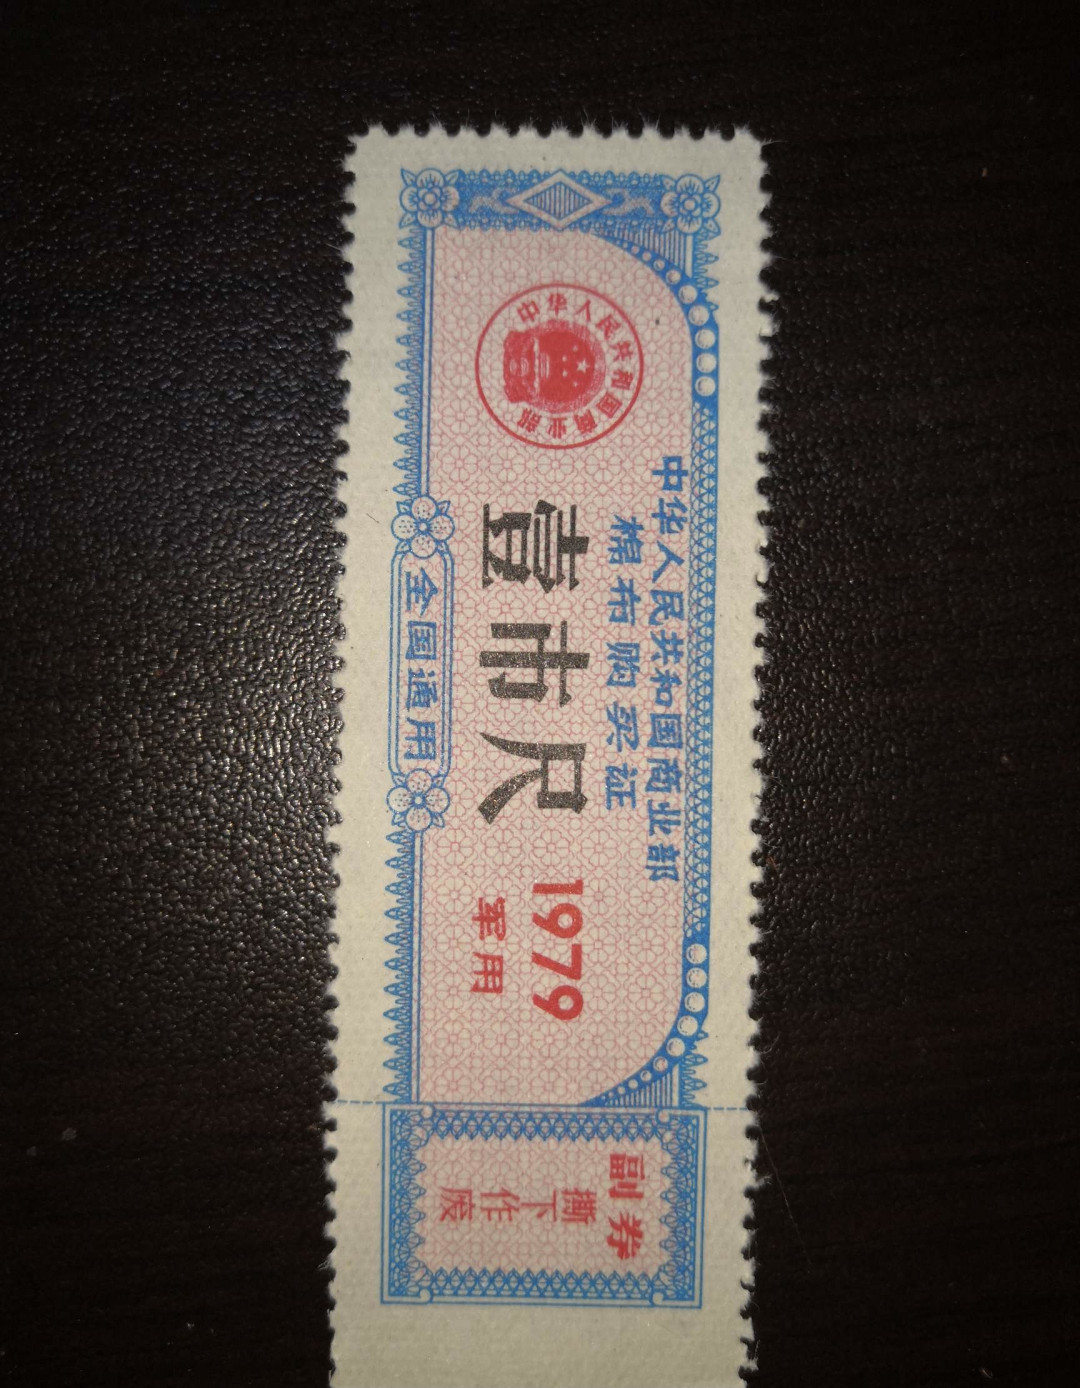 中华人民共和国商业部
中华人民共和国商业部
棉布购买证
壹市尺
1979
军用
全国通用
副券
撕下
作废